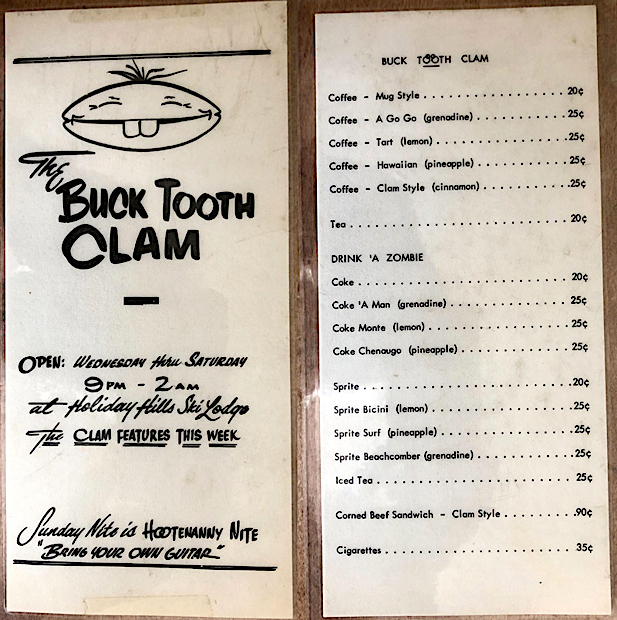 The
BUCK TOOTH
CLAM
OPEN: WEDNESDAY thru SATURDAY
9PM - 2AM
at Holiday Hills Ski Lodge
The CLAM FEATURES THIS WEEK
Sunday Nite is HOOTENANNY NITE
"BRING YOUR OWN GUITAR"
BUCK TOOTH CLAM
Coffee - Mug Style . . . . . . . . . . . . . . . . 20¢
Coffee - A Go Go (grenadine) . . . . . . . . . . 25¢
Coffee - Tart (lemon) . . . . . . . . . . . . . . 25¢
Coffee - Hawaiian (pineapple) . . . . . . . . . . 25¢
Coffee - Clam Style (cinnamon) . . . . . . . . . .25¢
Tea . . . . . . . . . . . . . . . . . . . . . . . 20¢
DRINK 'A ZOMBIE
Coke . . . . . . . . . . . . . . . . . . . . . . 20¢
Coke 'A Man (grenadine) . . . . . . . . . . . . . 25¢
Coke Monte (lemon) . . . . . . . . . . . . . . . 25¢
Coke Chenaugo (pineapple) . . . . . . . . . . . . 25¢
Sprite . . . . . . . . . . . . . . . . . . . . . .20¢
Sprite Bicini (lemon) . . . . . . . . . . . . . . .25¢
Sprite Surf (pineapple) . . . . . . . . . . . . . .25¢
Sprite Beachcomber (grenadine) . . . . . . . . . .25¢
Iced Tea . . . . . . . . . . . . . . . . . . . . 25¢
Corned Beef Sandwich - Clam Style . . . . . . . . .90¢
Cigarettes . . . . . . . . . . . . . . . . . . . 35¢